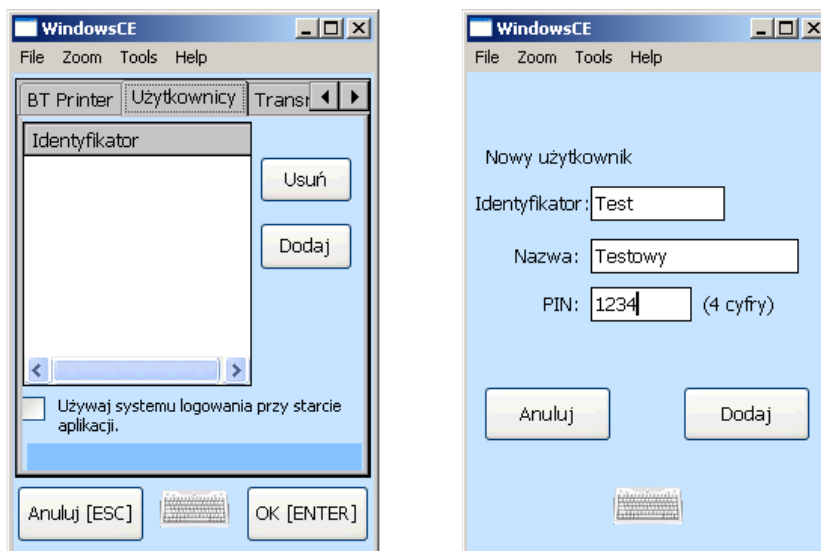 WindowsCE
File Zoom Tools Help
BT Printer Użytkownicy
Identyfikator
Usuń
Dodaj
Używaj systemu logowania przy starcie
aplikacji.
Anuluj [ESC] OK [ENTER]
WindowsCE
File Zoom Tools Help
Nowy użytkownik
Identyfikator: Test
Nazwa: Testowy
PIN: 1234 (4 cyfry)
Anuluj Dodaj